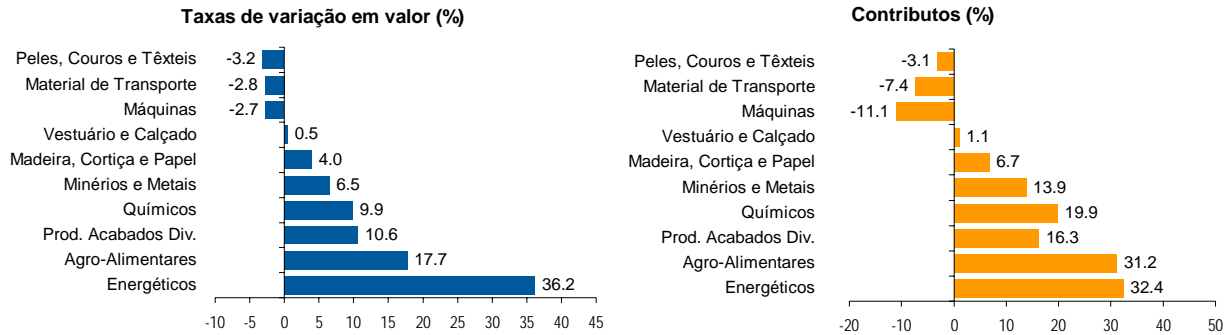 Taxas de variação em valor (%)
Peles, Couros e Têxteis -3.2
Material de Transporte -2.8
Máquinas -2.7
Vestuário e Calçado 0.5
Madeira, Cortiça e Papel 4.0
Minérios e Metais 6.5
Químicos 9.9
Prod. Acabados Div. 10.6
Agro-Alimentares 17.7
Energéticos 36.2
-10 -5 0 5 10 15 20 25 30 35 40 45
Contributos (%)
Peles, Couros e Têxteis -3.1
Material de Transporte -7.4
Máquinas -11.1
Vestuário e Calçado 1.1
Madeira, Cortiça e Papel 6.7
Minérios e Metais 13.9
Químicos 19.9
Prod. Acabados Div. 16.3
Agro-Alimentares 31.2
Energéticos 32.4
-20 -10 0 10 20 30 40 50